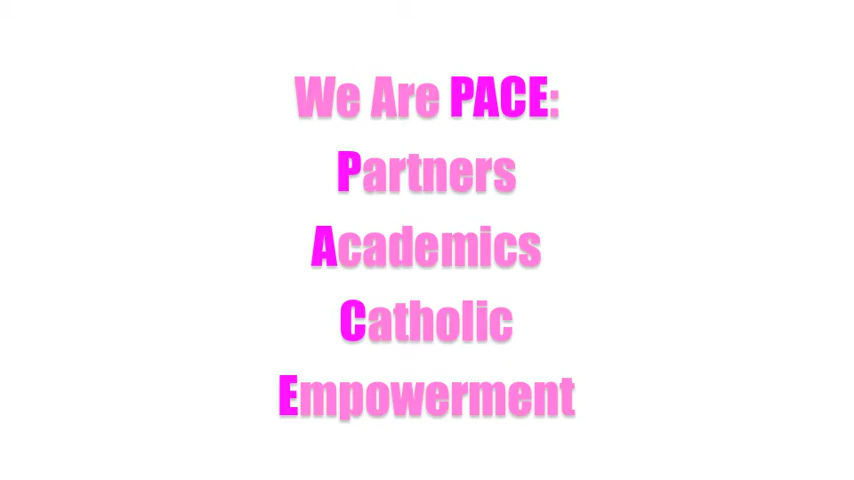 We Are PACE:
Partners
Academics
Catholic
Empowerment